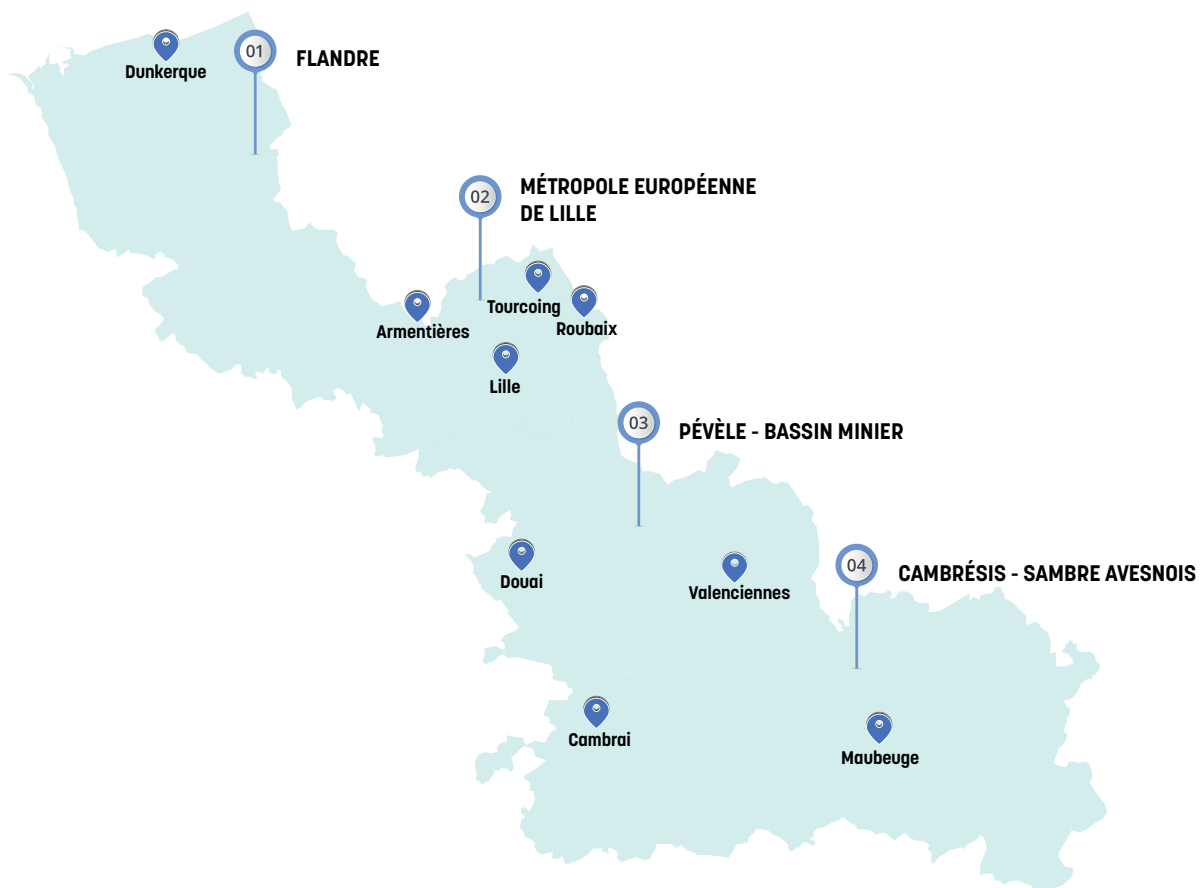 01
FLANDRE
Dunkerque
02
MÉTROPOLE EUROPÉENNE
DE LILLE
Tourcoing
Roubaix
Armentières
Lille
03
PÉVÈLE - BASSIN MINIER
Douai
Valenciennes
04
CAMBRÉSIS - SAMBRE AVESNOIS
Cambrai
Maubeuge